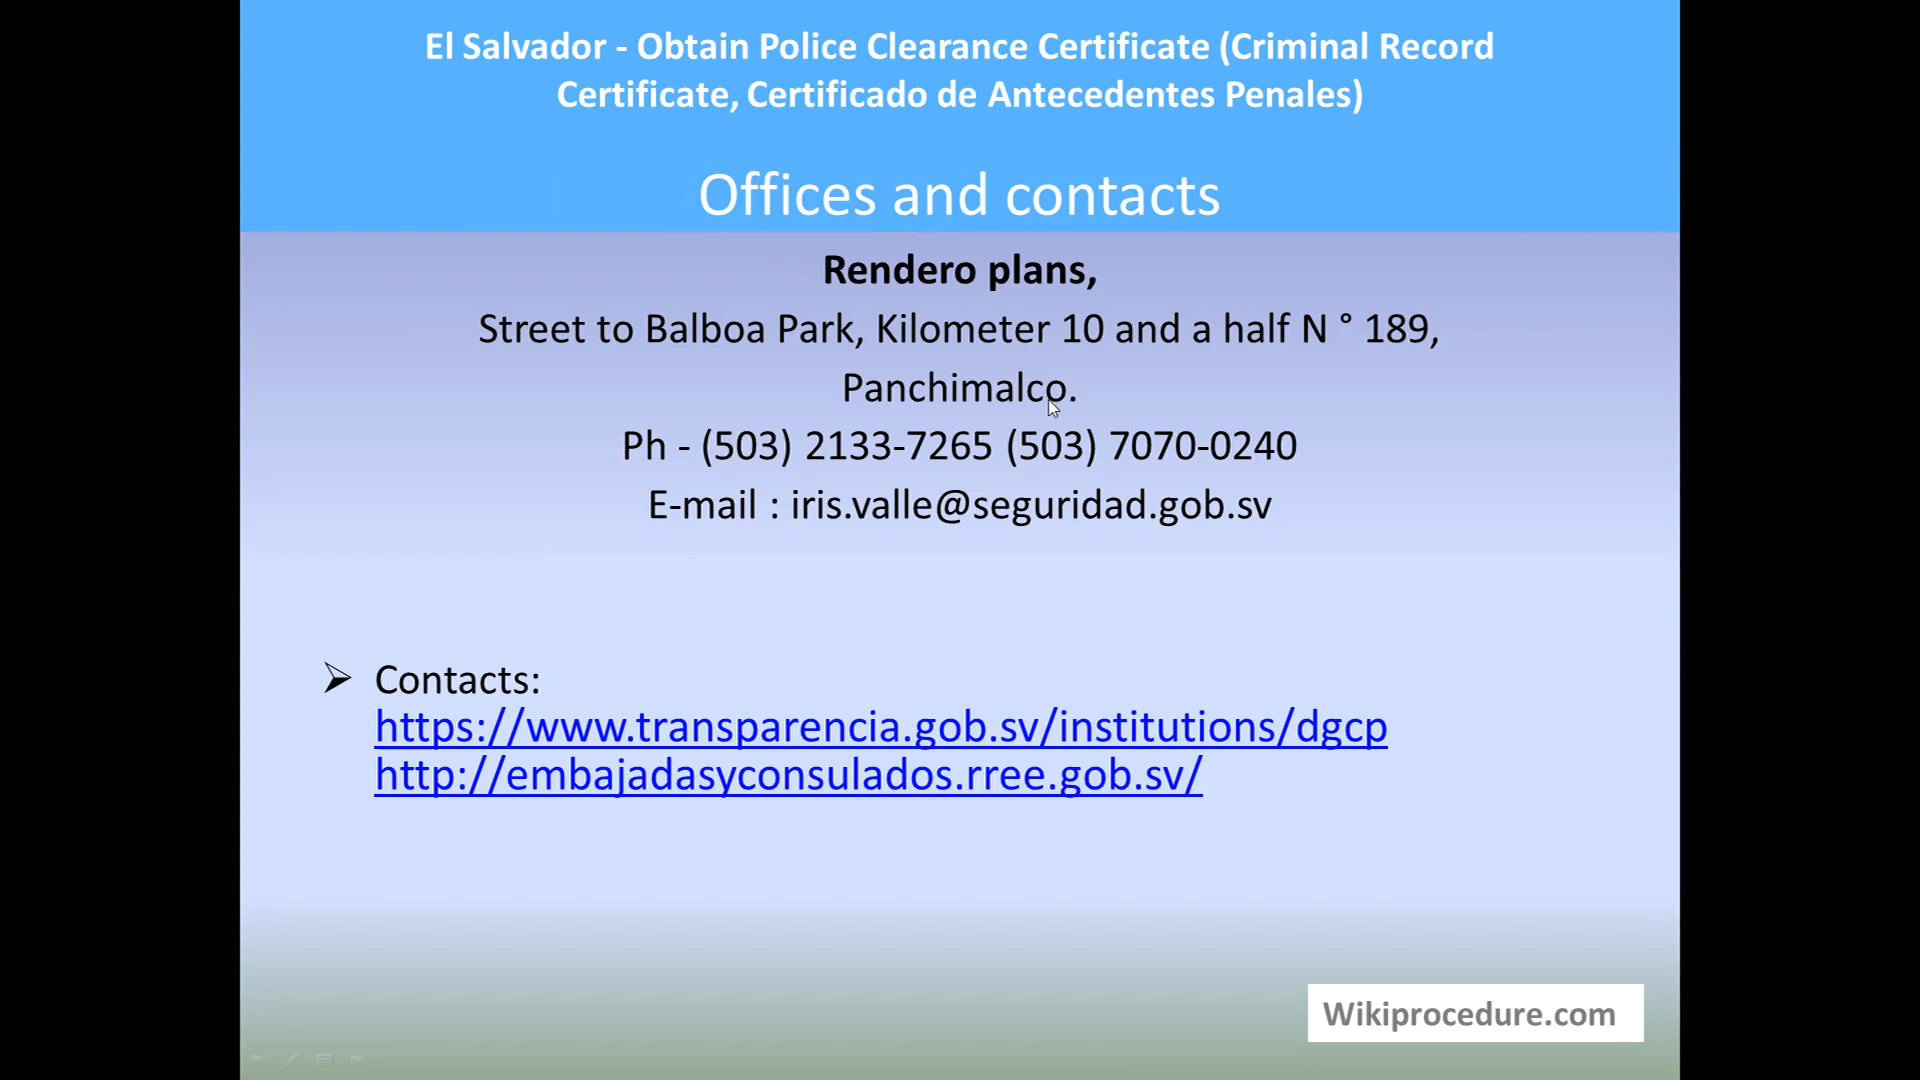 El Salvador - Obtain Police Clearance Certificate (Criminal Record
Certificate, Certificado de Antecedentes Penales)
Offices and contacts
Rendero plans,
Street to Balboa Park, Kilometer 10 and a half N ° 189,
Panchimalco.
Ph - (503) 2133-7265 (503) 7070-0240
E-mail : iris.valle@seguridad.gob.sv
Contacts:
https://www.transparencia.gob.sv/institutions/dgcp
http://embajadasyconsulados.rree.gob.sv/
Wikiprocedure.com